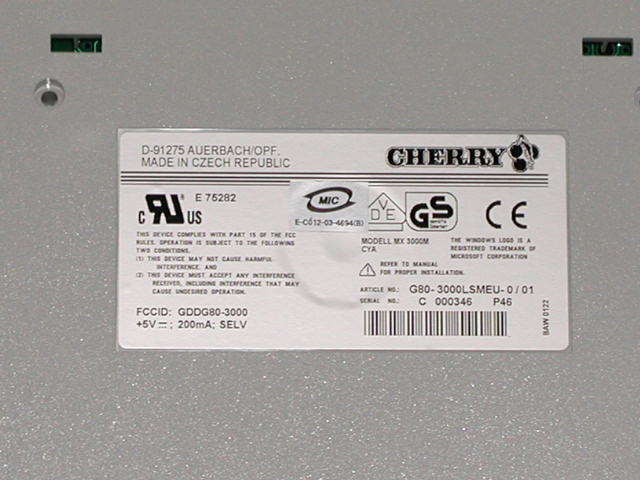 D-91275 AUERBACH/OPF.
MADE IN CZECH REPUBLIC
CHERRY
C RU US
E 75282
MIC
E-C012-03-4694(B)
VDE
GS
CE
THIS DEVICE COMPLIES WITH PART 15 OF THE FCC
RULES. OPERATION IS SUBJECT TO THE FOLLOWING
TWO CONDITIONS.
(1) THIS DEVICE MAY NOT CAUSE HARMFUL
INTERFERENCE, AND
(2) THIS DEVICE MUST ACCEPT ANY INTERFERENCE
RECEIVED, INCLUDING INTERFERENCE THAT MAY
CAUSE UNDESIRED OPERATION.
FCCID: GDDG80-3000
+5V ; 200mA; SELV
MODELL MX 3000M
CYA
THE WINDOWS LOGO IS A
REGISTERED TRADEMARK OF
MICROSOFT CORPORATION
REFER TO MANUAL
FOR PROPER INSTALLATION.
ARTICLE NO.: G80-3000LSMEU-0/01
SERIAL NO.: C 000346 P46
BAW 0122